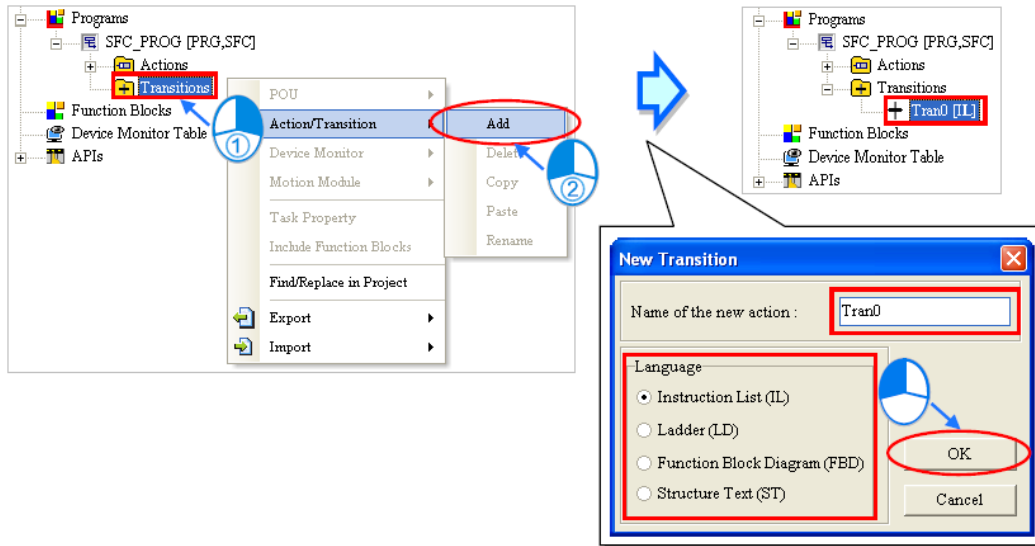 Programs
SFC_PROG [PRG,SFC]
Actions
Transitions
Function Blocks
Device Monitor Table
APIs
①
POU
Action/Transition
Device Monitor
Motion Module
Task Property
Include Function Blocks
Find/Replace in Project
Export
Import
Add
Delete
Copy
Paste
Rename
②
Programs
SFC_PROG [PRG,SFC]
Actions
Transitions
Tran0 [IL]
Function Blocks
Device Monitor Table
APIs
New Transition
Name of the new action :
Tran0
Language
Instruction List (IL)
Ladder (LD)
Function Block Diagram (FBD)
Structure Text (ST)
OK
Cancel